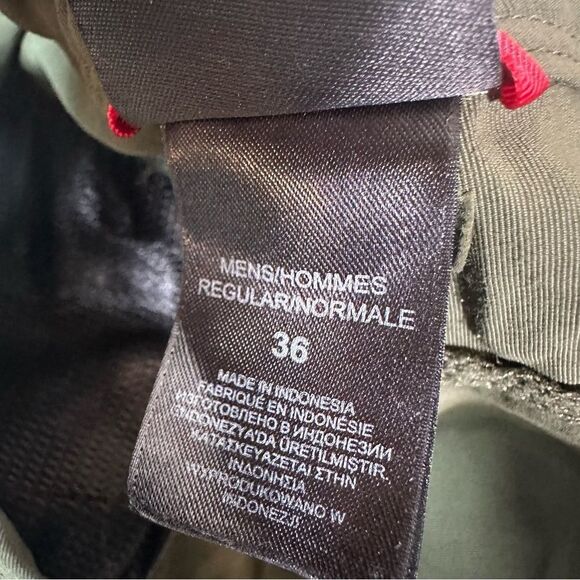 MENS/HOMMES
REGULAR/NORMALE
36
MADE IN INDONESIA
FABRIQUÉ EN INDONÉSIE
ИЗГОТОВЛЕНО В ИНДОНЕЗИИ
INDONEZYA'DA ÜRETILMIŞTIR.
ΚΑΤΑΣΚΕΥΑΖΕΤΑΙ ΣΤΗΝ
ΙΝΔΟΝΗΣΙΑ
WYPRODUKOWANO W
INDONEZJI